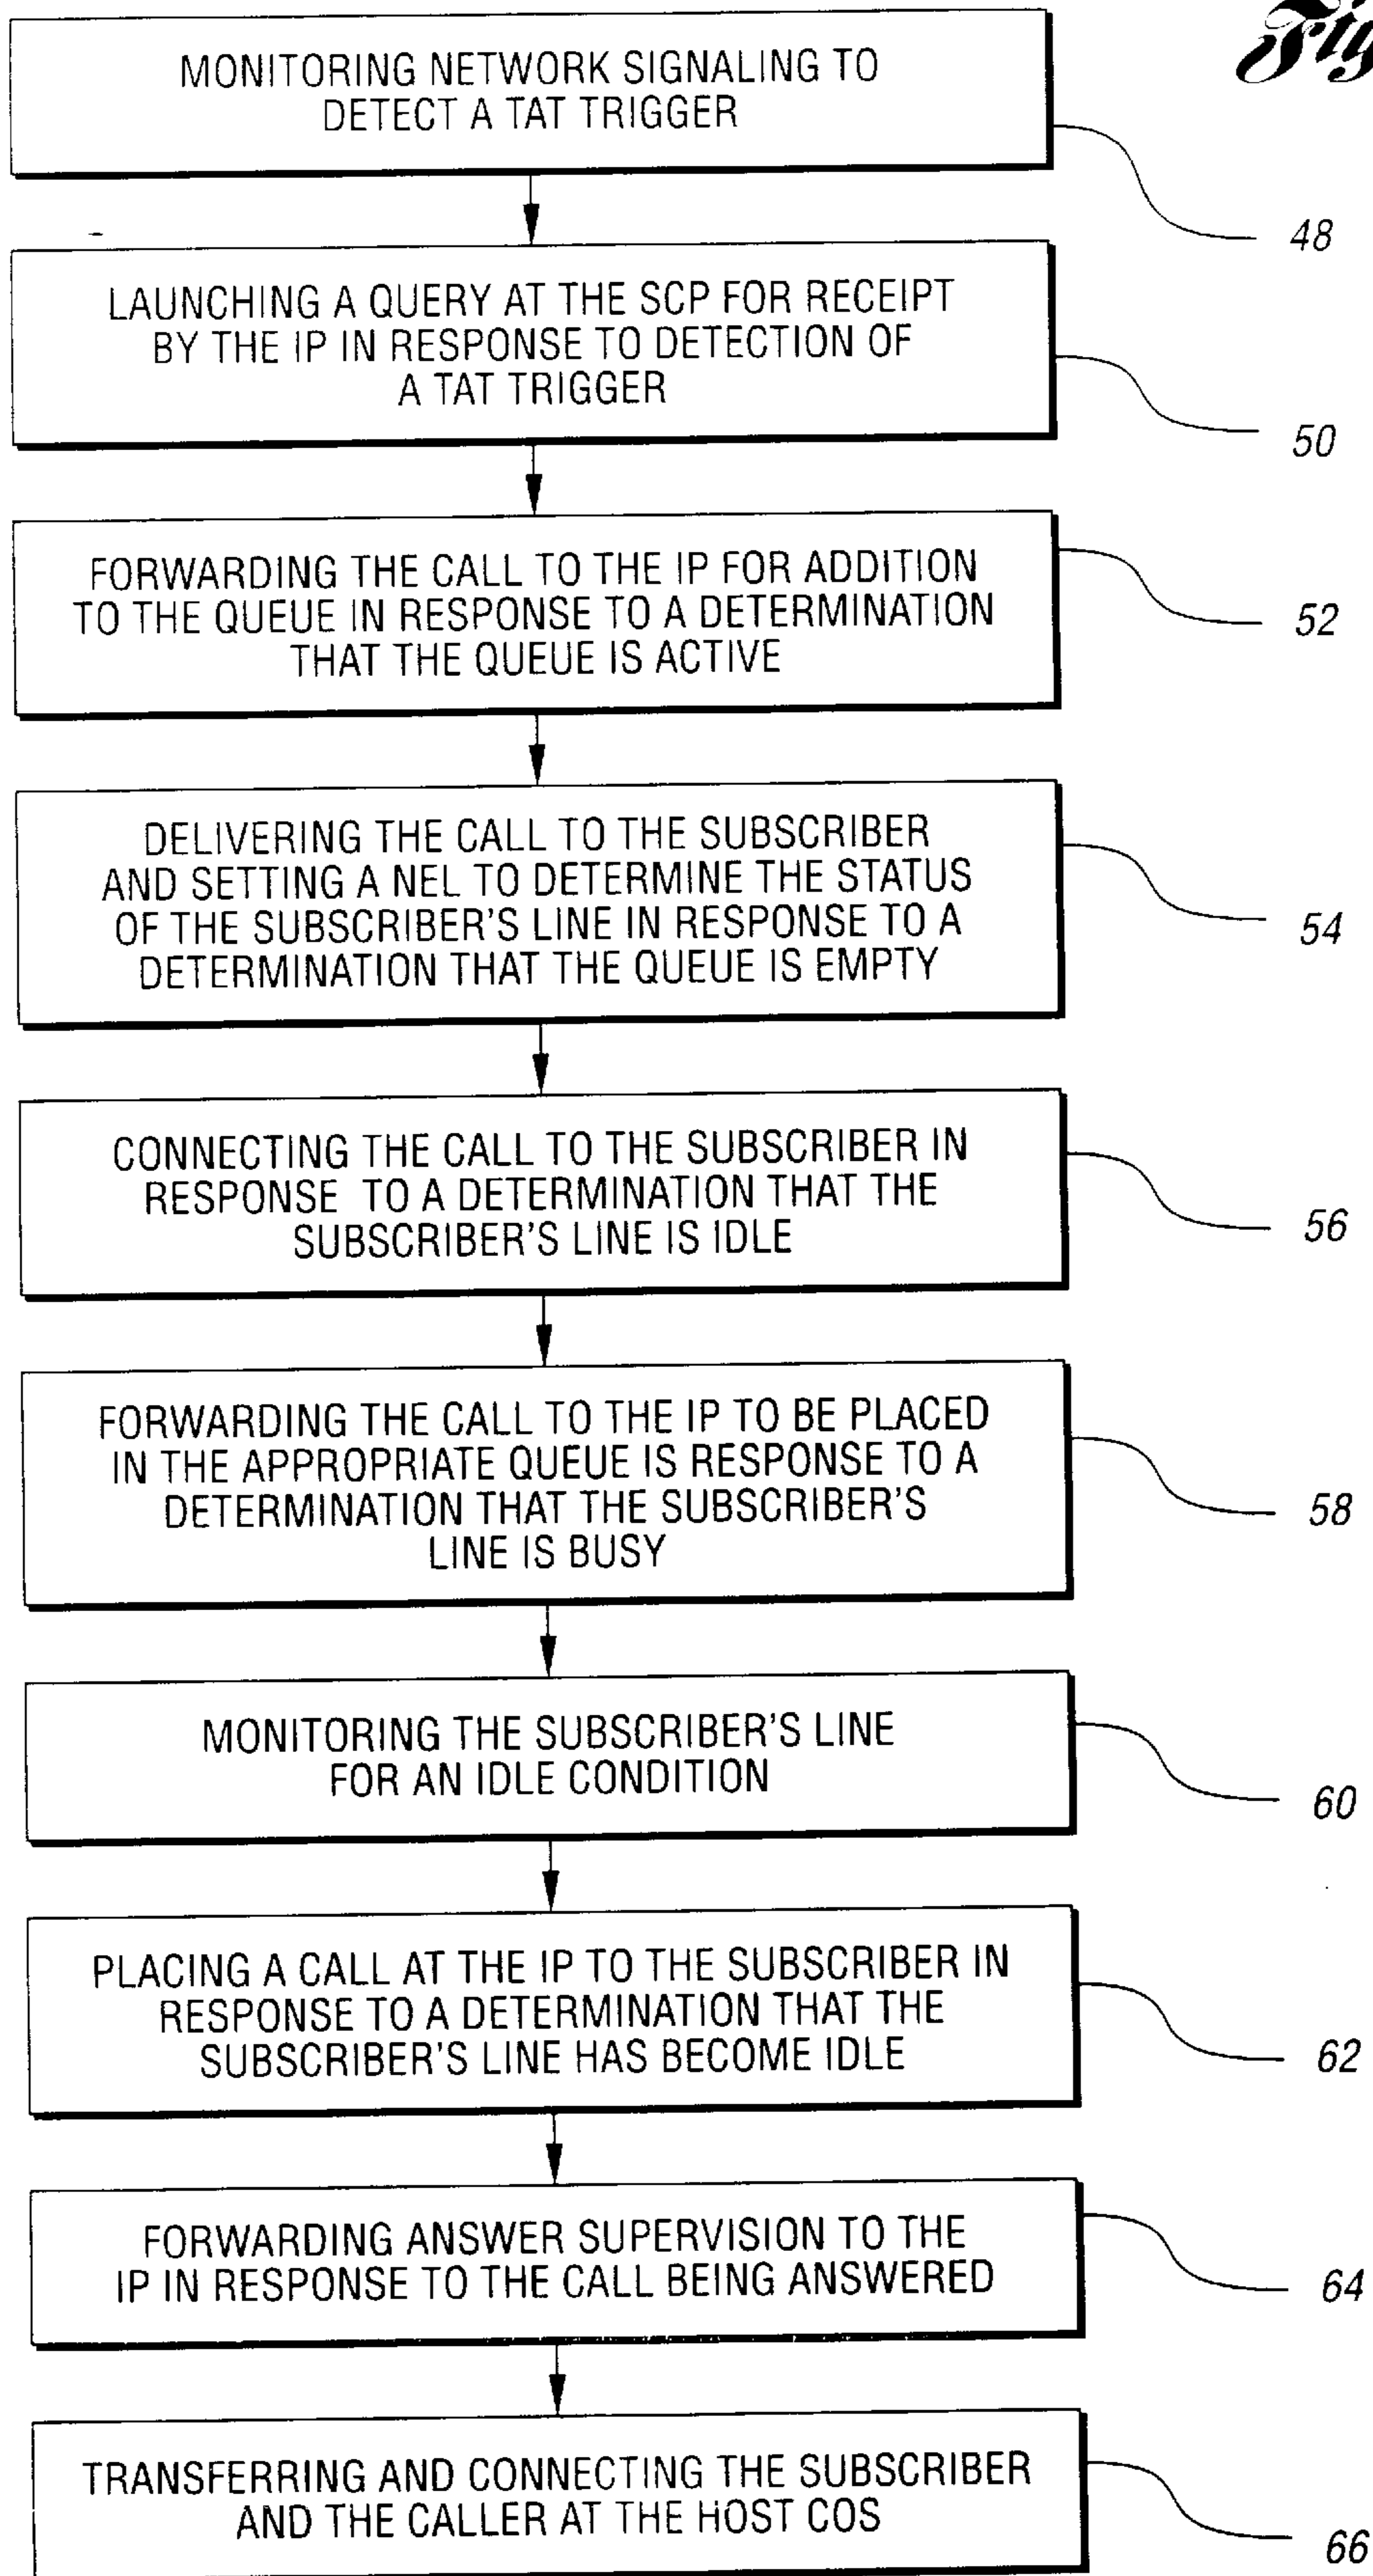 MONITORING NETWORK SIGNALING TO
DETECT A TAT TRIGGER
48
LAUNCHING A QUERY AT THE SCP FOR RECEIPT
BY THE IP IN RESPONSE TO DETECTION OF
A TAT TRIGGER
50
FORWARDING THE CALL TO THE IP FOR ADDITION
TO THE QUEUE IN RESPONSE TO A DETERMINATION
THAT THE QUEUE IS ACTIVE
52
DELIVERING THE CALL TO THE SUBSCRIBER
AND SETTING A NEL TO DETERMINE THE STATUS
OF THE SUBSCRIBER'S LINE IN RESPONSE TO A
DETERMINATION THAT THE QUEUE IS EMPTY
54
CONNECTING THE CALL TO THE SUBSCRIBER IN
RESPONSE TO A DETERMINATION THAT THE
SUBSCRIBER'S LINE IS IDLE
56
FORWARDING THE CALL TO THE IP TO BE PLACED
IN THE APPROPRIATE QUEUE IS RESPONSE TO A
DETERMINATION THAT THE SUBSCRIBER'S
LINE IS BUSY
58
MONITORING THE SUBSCRIBER'S LINE
FOR AN IDLE CONDITION
60
PLACING A CALL AT THE IP TO THE SUBSCRIBER IN
RESPONSE TO A DETERMINATION THAT THE
SUBSCRIBER'S LINE HAS BECOME IDLE
62
FORWARDING ANSWER SUPERVISION TO THE
IP IN RESPONSE TO THE CALL BEING ANSWERED
64
TRANSFERRING AND CONNECTING THE SUBSCRIBER
AND THE CALLER AT THE HOST COS
66